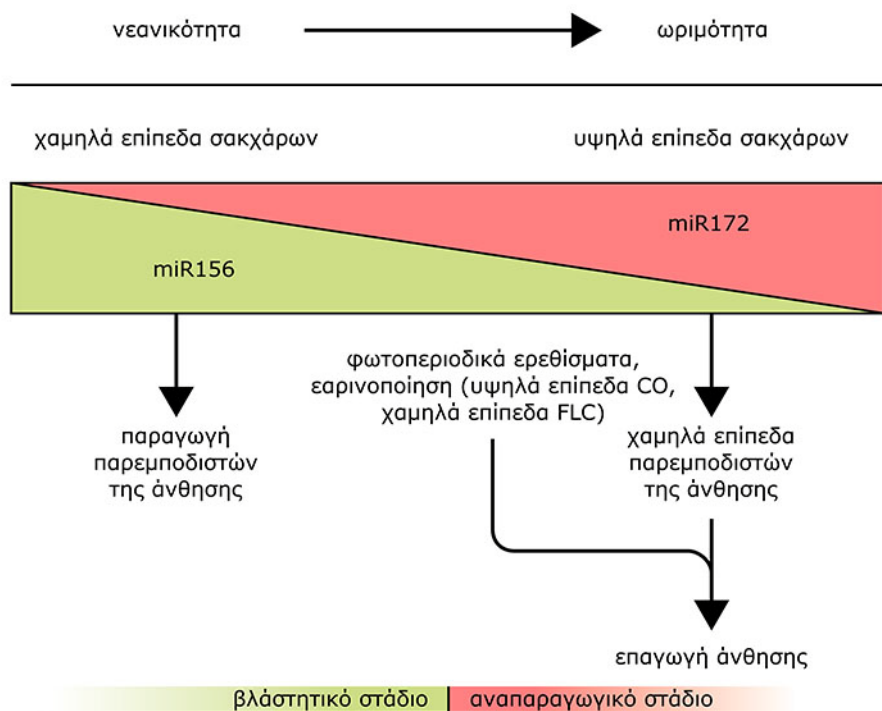 νεανικότητα
ωριμότητα
χαμηλά επίπεδα σακχάρων
υψηλά επίπεδα σακχάρων
miR172
miR156
φωτοπεριοδικά ερεθίσματα,
εαρινοποίηση (υψηλά επίπεδα CO,
χαμηλά επίπεδα FLC)
παραγωγή
παρεμποδιστών
της άνθησης
χαμηλά επίπεδα
παρεμποδιστών
της άνθησης
επαγωγή άνθησης
βλάστητικό στάδιο
αναπαραγωγικό στάδιο